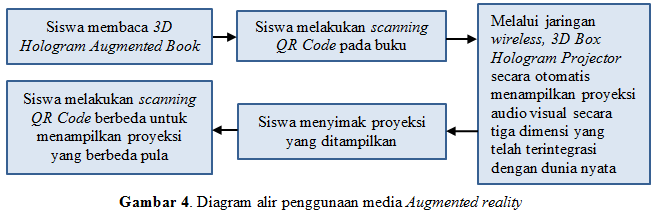 Siswa membaca 3D
Hologram Augmented Book
Siswa melakukan scanning
QR Code pada buku
Melalui jaringan
wireless, 3D Box
Hologram Projector
secara otomatis
menampilkan proyeksi
audio visual secara
tiga dimensi yang
telah terintegrasi
dengan dunia nyata
Siswa menyimak proyeksi
yang ditampilkan
Siswa melakukan scanning
QR Code berbeda untuk
menampilkan proyeksi
yang berbeda pula
Gambar 4. Diagram alir penggunaan media Augmented reality